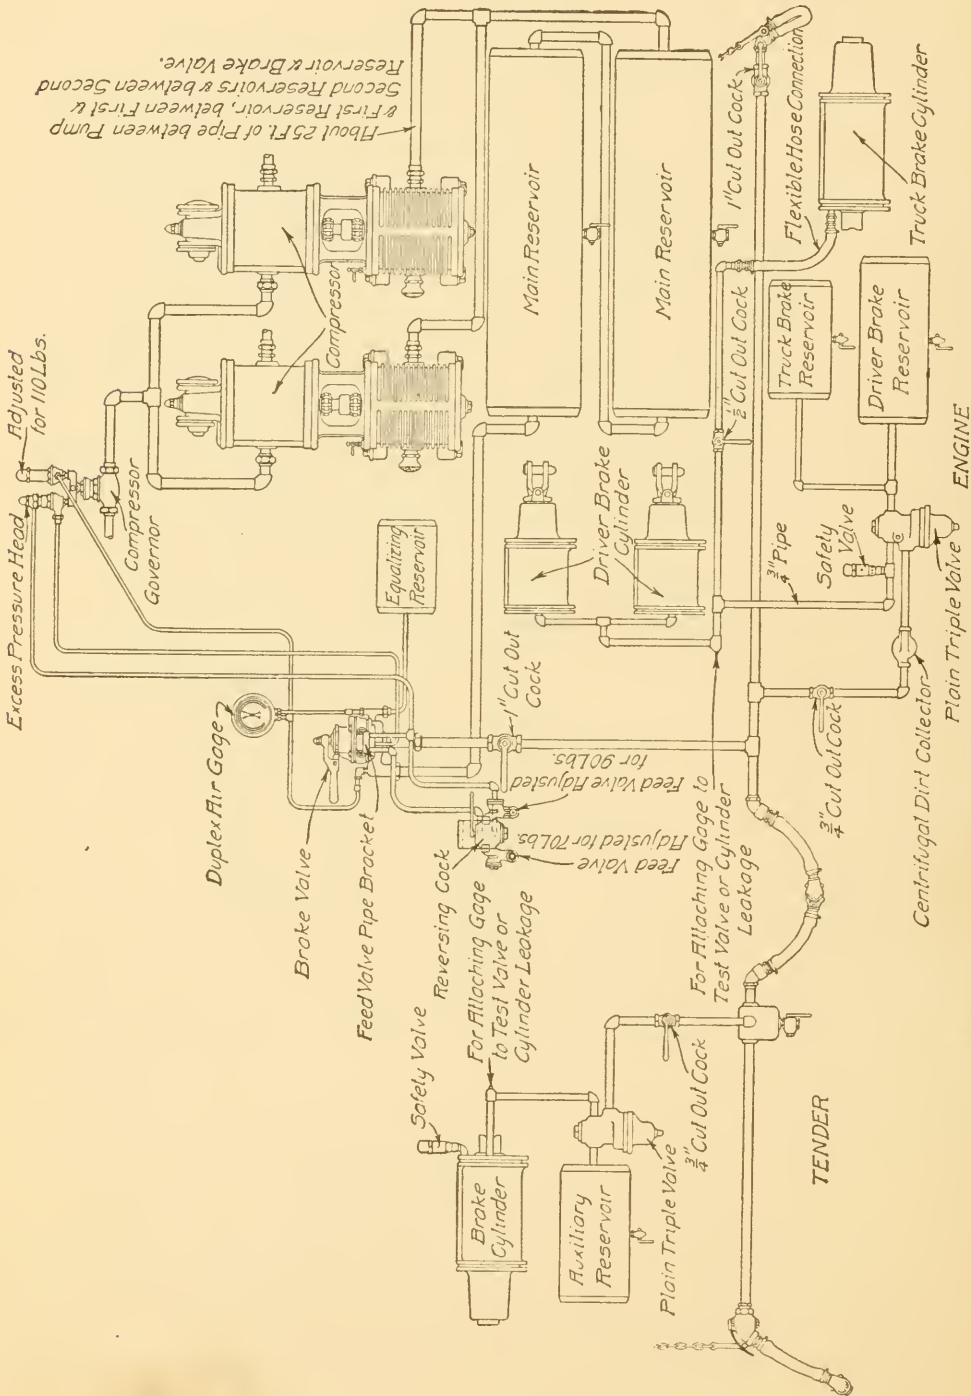 Excess Pressure Head
Adjusted
for 110 Lbs.
Compressor
Governor
Compressor
About 25 Ft. of Pipe between Pump
& First Reservoir, between First &
Second Reservoirs & between Second
Reservoir & Brake Valve.
Duplex Air Gage
Brake Valve
Feed Valve Pipe Bracket
Equalizing
Reservoir
Main Reservoir
Main Reservoir
Reversing Cock
Feed Valve
Adjusted for 70 Lbs.
Feed Valve Adjusted
for 90 Lbs.
1" Cut Out
Cock
Driver Brake
Cylinder
1/2" Cut Out Cock
1" Cut Out Cock
Flexible Hose Connection
Truck Brake Cylinder
Truck Brake
Reservoir
Driver Brake
Reservoir
Safety Valve
For Attaching Gage
to Test Valve or
Cylinder Leakage
For Attaching Gage to
Test Valve or Cylinder
Leakage
3/4" Pipe
Safety
Valve
ENGINE
Brake
Cylinder
Auxiliary
Reservoir
Plain Triple Valve
3/4" Cut Out Cock
3/4" Cut Out Cock
Centrifugal Dirt Collector
Plain Triple Valve
TENDER